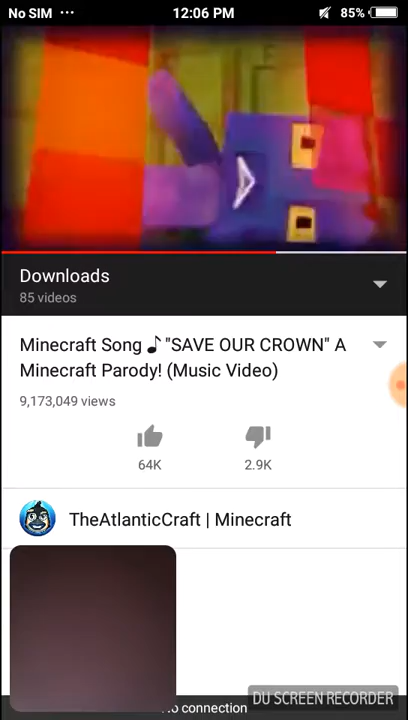 No SIM ··· 12:06 PM 85%
Downloads
85 videos
Minecraft Song ♪ "SAVE OUR CROWN" A
Minecraft Parody! (Music Video)
9,173,049 views
64K 2.9K
TheAtlanticCraft | Minecraft
DU SCREEN RECORDER
connection